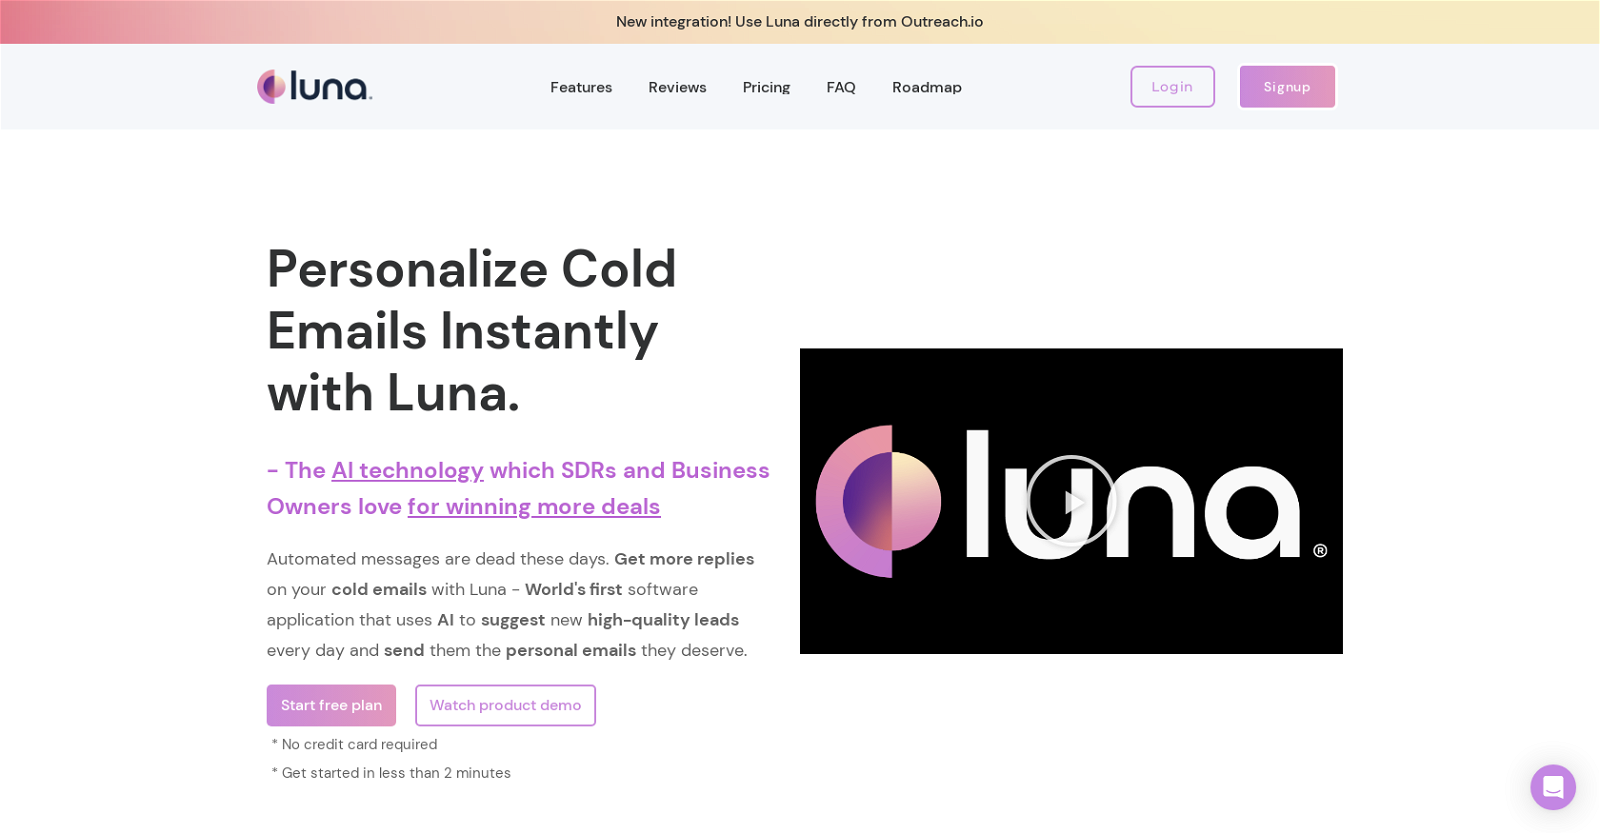 New integration! Use Luna directly from Outreach.io
luna.
Features Reviews Pricing FAQ Roadmap
Login Signup
Personalize Cold
Emails Instantly
with Luna.
- The AI technology which SDRs and Business
Owners love for winning more deals
Automated messages are dead these days. Get more replies
on your cold emails with Luna - World's first software
application that uses AI to suggest new high-quality leads
every day and send them the personal emails they deserve.
Start free plan Watch product demo
* No credit card required
* Get started in less than 2 minutes
luna®